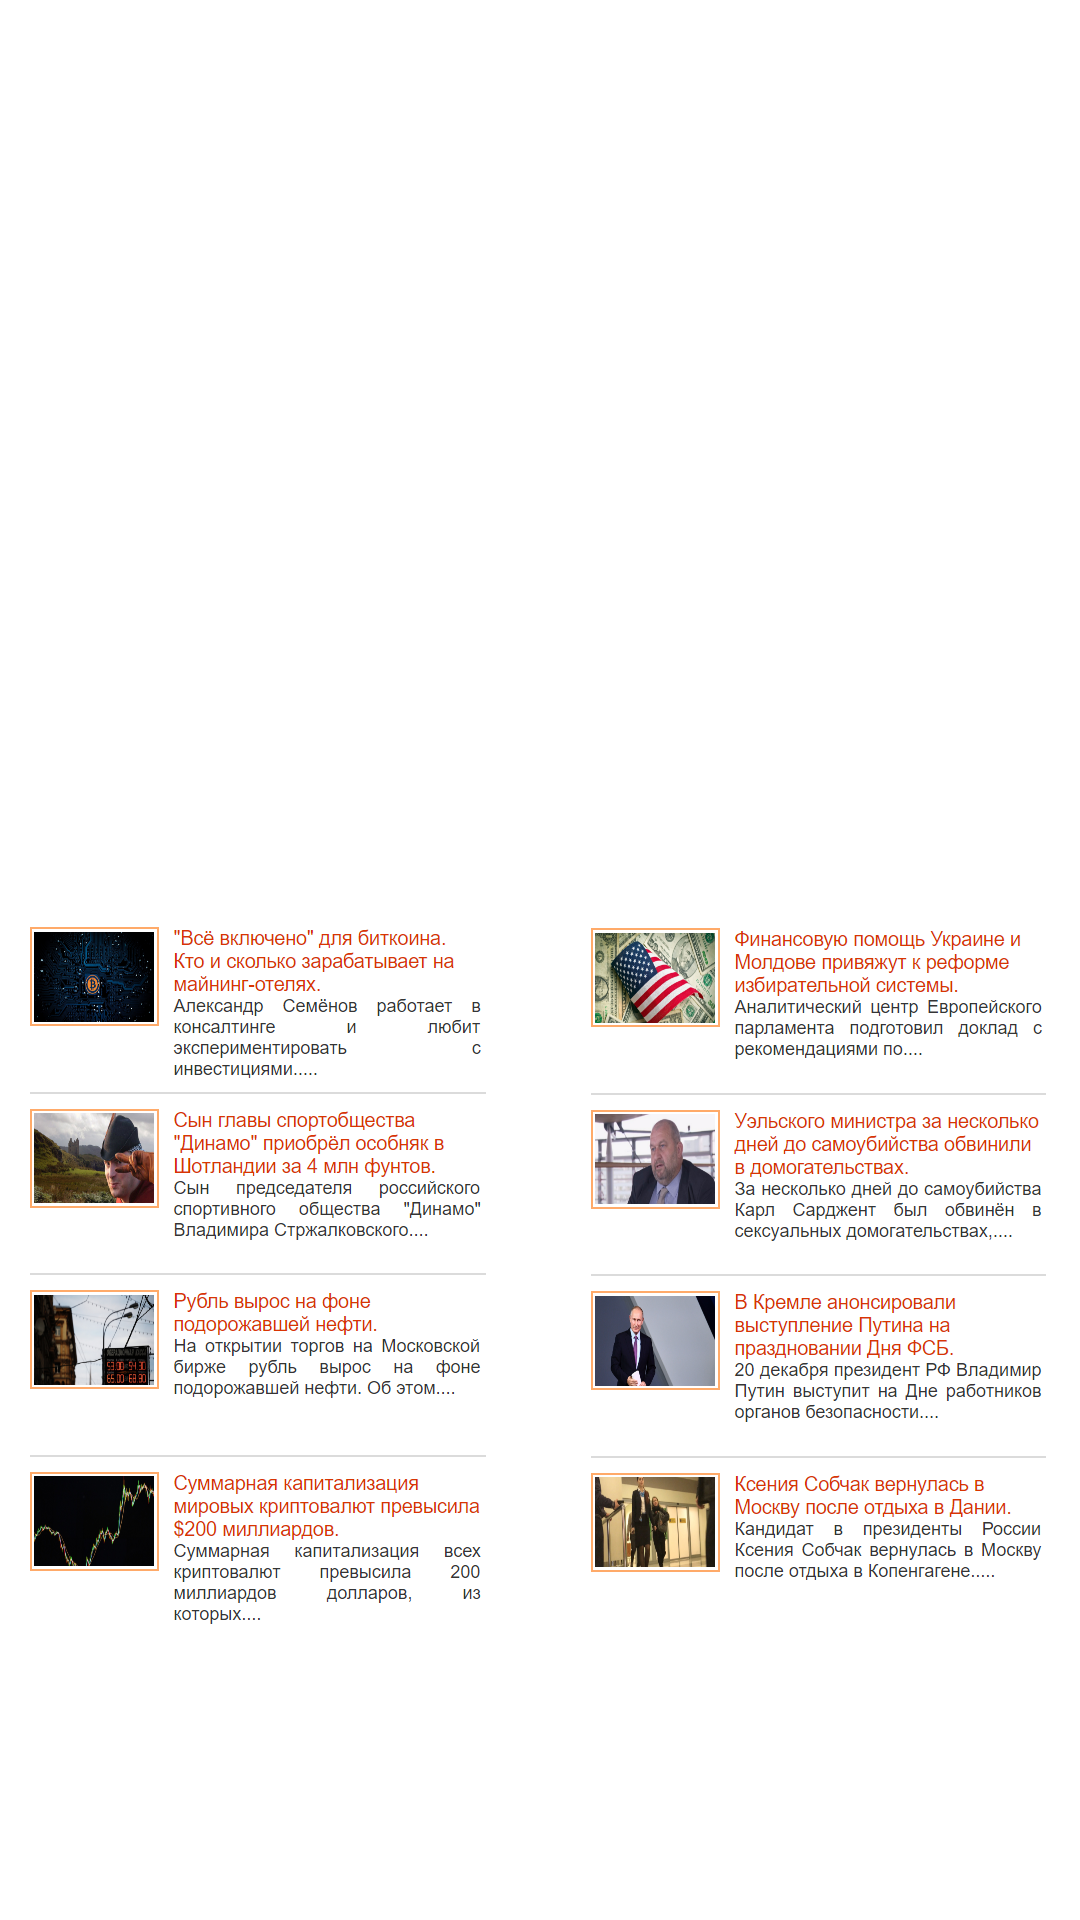 "Всё включено" для биткоина.
Кто и сколько зарабатывает на
майнинг-отелях.
Александр Семёнов работает в
консалтинге и любит
экспериментировать с
инвестициями.....
Сын главы спортобщества
"Динамо" приобрёл особняк в
Шотландии за 4 млн фунтов.
Сын председателя российского
спортивного общества "Динамо"
Владимира Стржалковского....
Рубль вырос на фоне
подорожавшей нефти.
На открытии торгов на Московской
бирже рубль вырос на фоне
подорожавшей нефти. Об этом....
Суммарная капитализация
мировых криптовалют превысила
$200 миллиардов.
Суммарная капитализация всех
криптовалют превысила 200
миллиардов долларов, из
которых....
Финансовую помощь Украине и
Молдове привяжут к реформе
избирательной системы.
Аналитический центр Европейского
парламента подготовил доклад с
рекомендациями по....
Уэльского министра за несколько
дней до самоубийства обвинили
в домогательствах.
За несколько дней до самоубийства
Карл Сарджент был обвинён в
сексуальных домогательствах,....
В Кремле анонсировали
выступление Путина на
праздновании Дня ФСБ.
20 декабря президент РФ Владимир
Путин выступит на Дне работников
органов безопасности....
Ксения Собчак вернулась в
Москву после отдыха в Дании.
Кандидат в президенты России
Ксения Собчак вернулась в Москву
после отдыха в Копенгагене.....